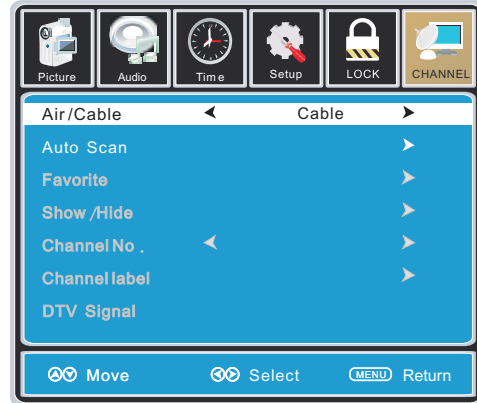 Picture Audio Time Setup LOCK CHANNEL
Air/Cable Cable
Auto Scan
Favorite
Show/Hide
Channel No.
Channel label
DTV Signal
Move Select MENU Return